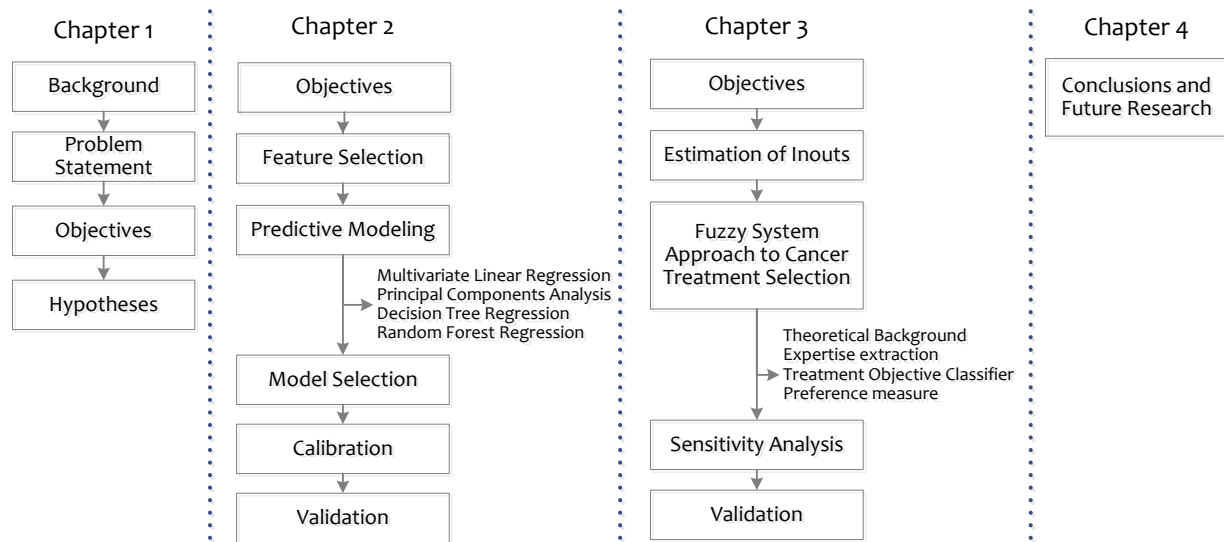 Chapter 1
Background
Problem
Statement
Objectives
Hypotheses
Chapter 2
Objectives
Feature Selection
Predictive Modeling
Multivariate Linear Regression
Principal Components Analysis
Decision Tree Regression
Random Forest Regression
Model Selection
Calibration
Validation
Chapter 3
Objectives
Estimation of Inouts
Fuzzy System
Approach to Cancer
Treatment Selection
Theoretical Background
Expertise extraction
Treatment Objective Classifier
Preference measure
Sensitivity Analysis
Validation
Chapter 4
Conclusions and
Future Research